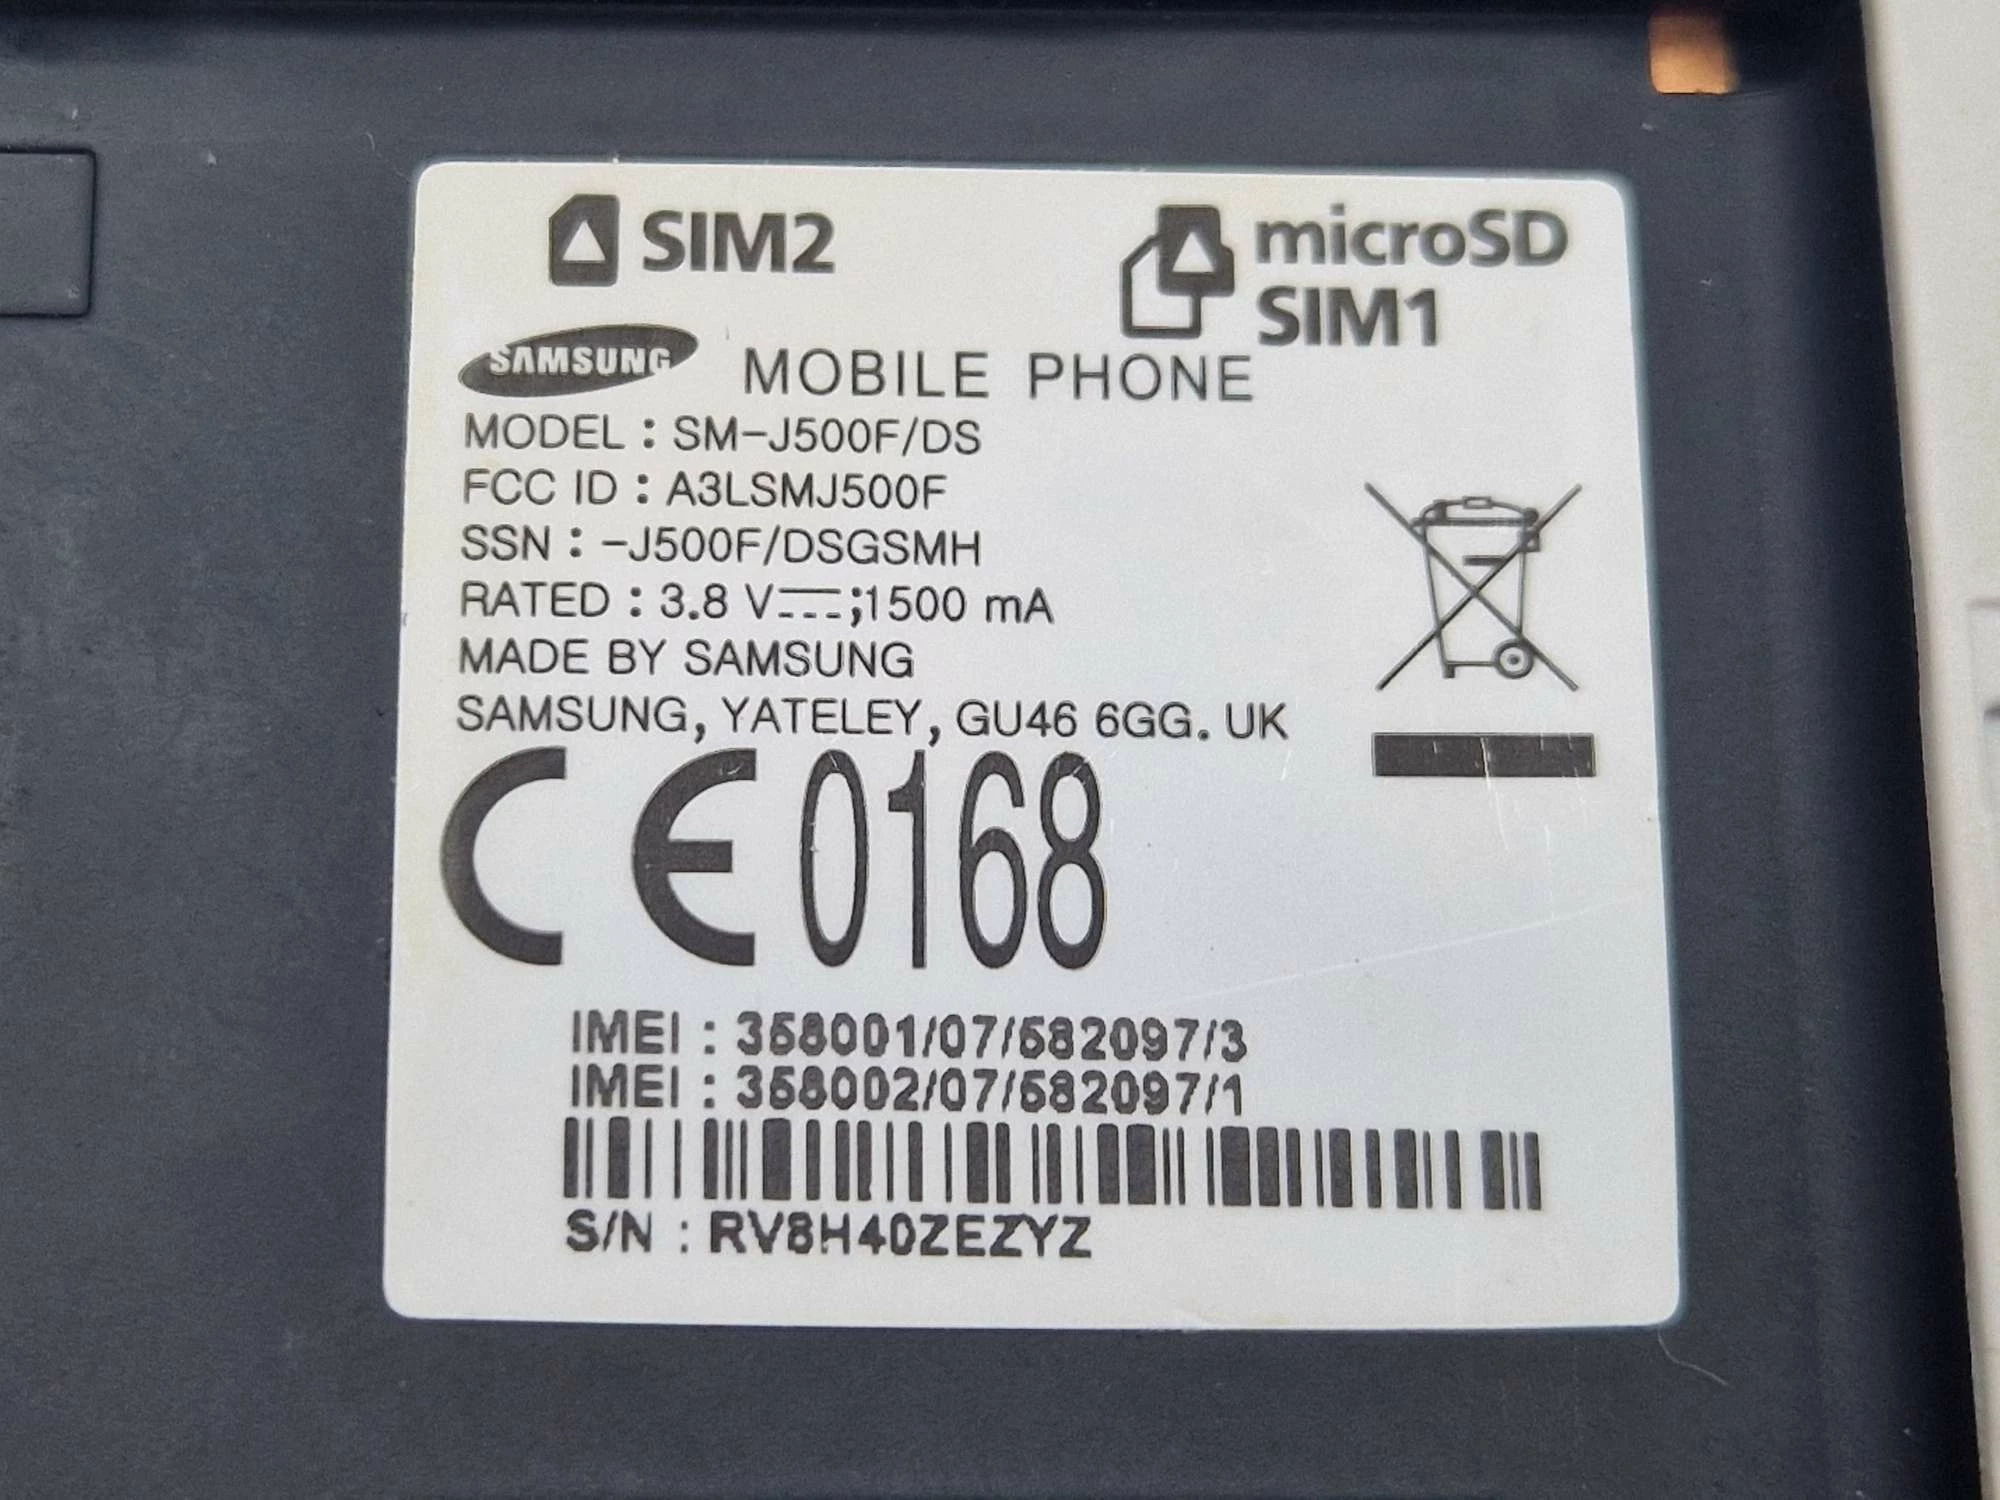 SIM2
microSD
SIM1
SAMSUNG MOBILE PHONE
MODEL : SM-J500F/DS
FCC ID : A3LSMJ500F
SSN : -J500F/DSGSMH
RATED : 3.8 V⎓;1500 mA
MADE BY SAMSUNG
SAMSUNG, YATELEY, GU46 6GG. UK
CE0168
IMEI : 358001/07/582097/3
IMEI : 358002/07/582097/1
S/N : RV8H40ZEZYZ